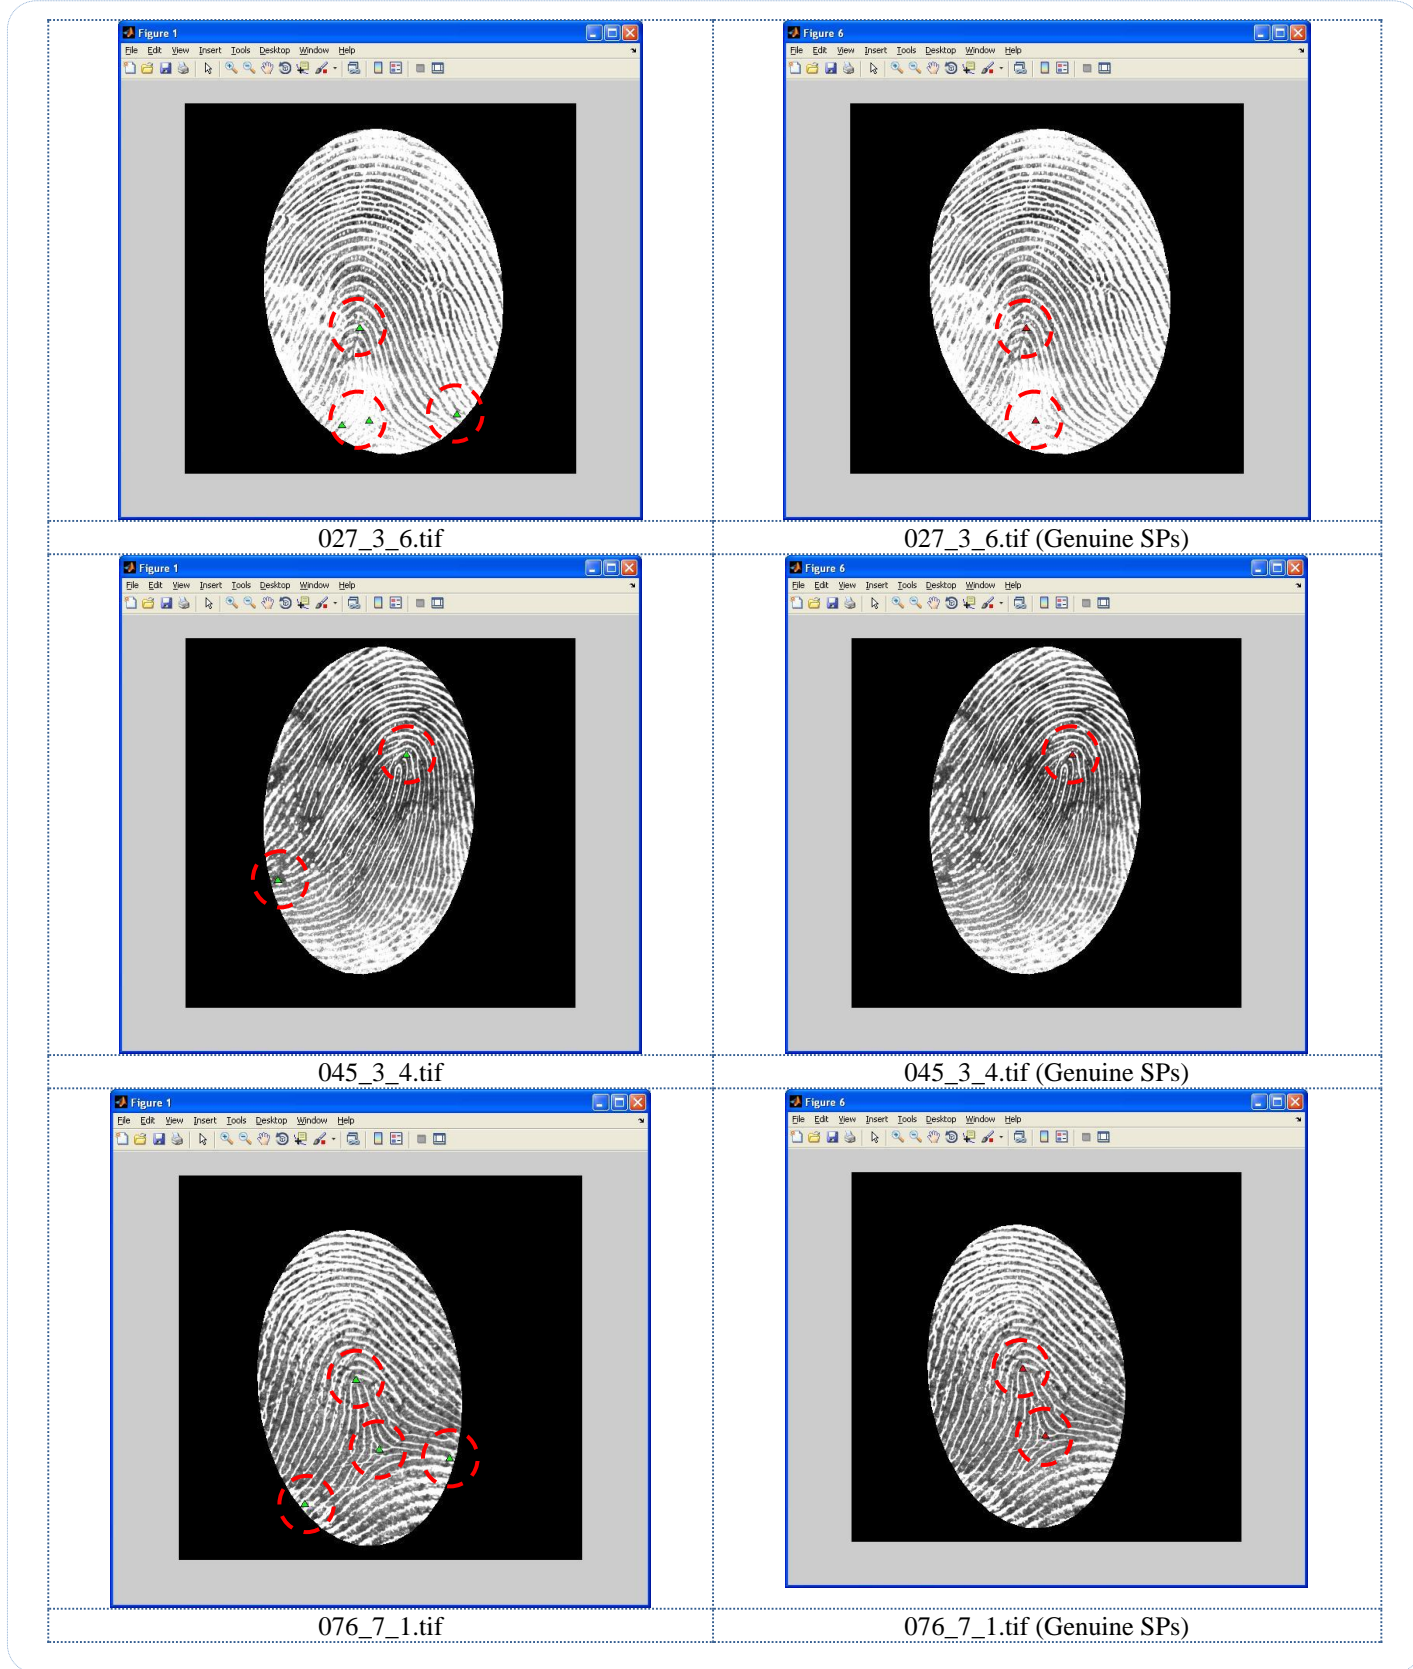 Figure 1
File Edit View Insert Tools Desktop Window Help
Figure 6
File Edit View Insert Tools Desktop Window Help
027_3_6.tif
027_3_6.tif (Genuine SPs)
Figure 1
File Edit View Insert Tools Desktop Window Help
Figure 6
File Edit View Insert Tools Desktop Window Help
045_3_4.tif
045_3_4.tif (Genuine SPs)
Figure 1
File Edit View Insert Tools Desktop Window Help
Figure 6
File Edit View Insert Tools Desktop Window Help
076_7_1.tif
076_7_1.tif (Genuine SPs)